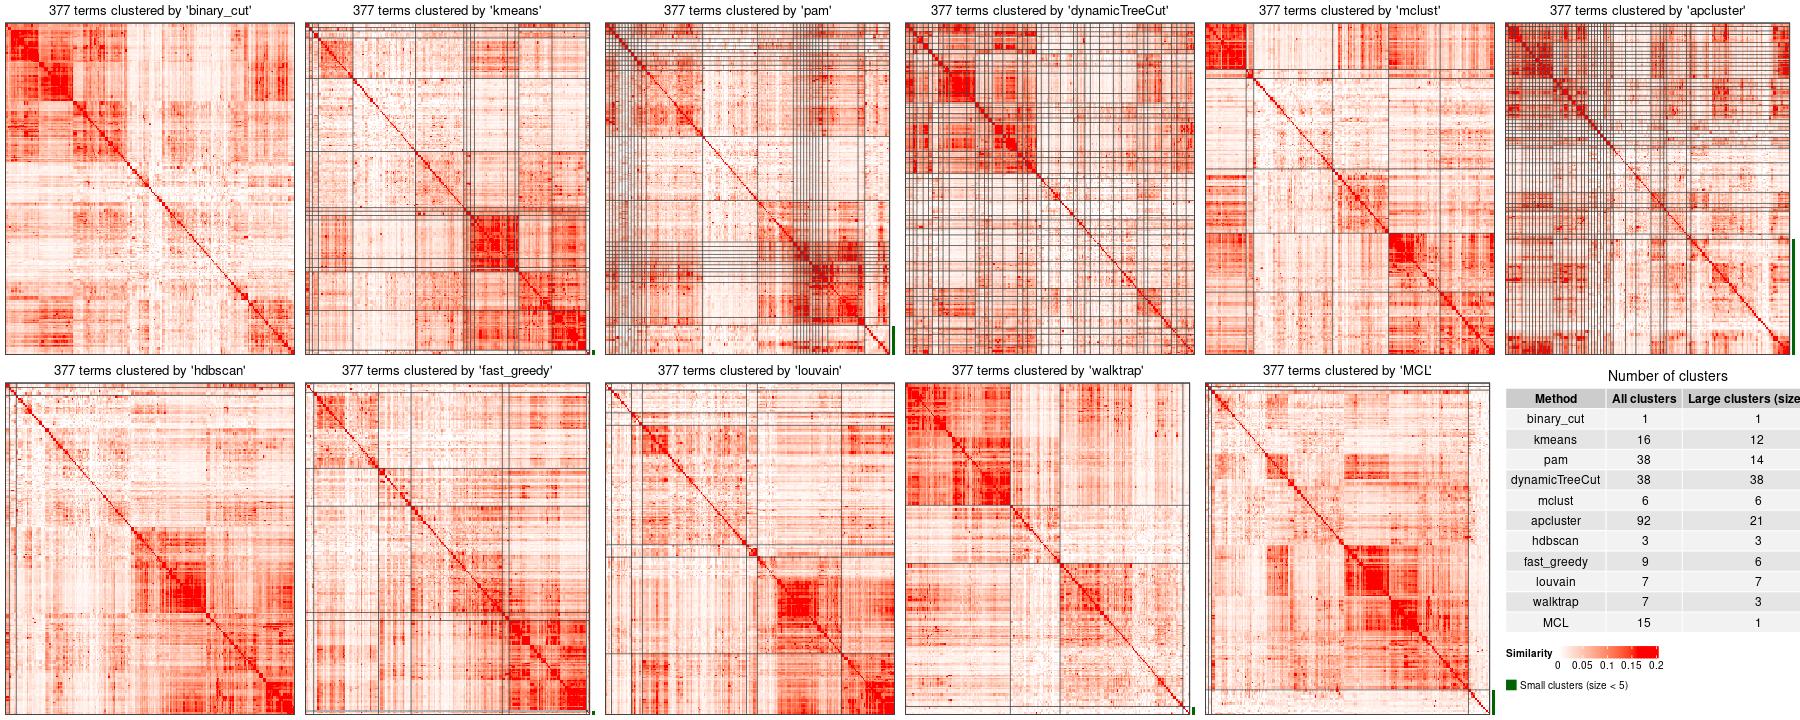 377 terms clustered by 'binary_cut'
377 terms clustered by 'kmeans'
377 terms clustered by 'pam'
377 terms clustered by 'dynamicTreeCut'
377 terms clustered by 'mclust'
377 terms clustered by 'apcluster'
377 terms clustered by 'hdbscan'
377 terms clustered by 'fast_greedy'
377 terms clustered by 'louvain'
377 terms clustered by 'walktrap'
377 terms clustered by 'MCL'
Number of clusters
Method All clusters Large clusters (size
binary_cut 1 1
kmeans 16 12
pam 38 14
dynamicTreeCut 38 38
mclust 6 6
apcluster 92 21
hdbscan 3 3
fast_greedy 9 6
louvain 7 7
walktrap 7 3
MCL 15 1
Similarity
0 0.05 0.1 0.15 0.2
Small clusters (size < 5)